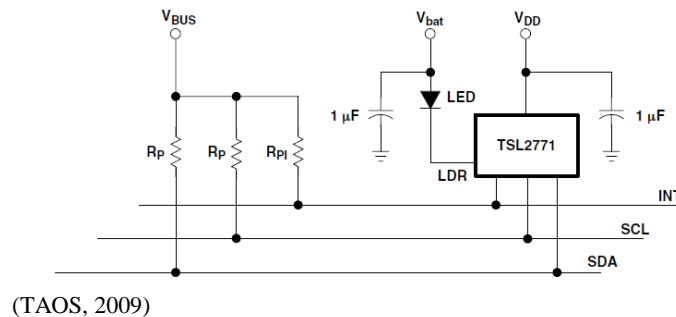 VBUS Vbat VDD
1 µF LED 1 µF
RP RP RPI TSL2771
LDR
INT
SCL
SDA
(TAOS, 2009)